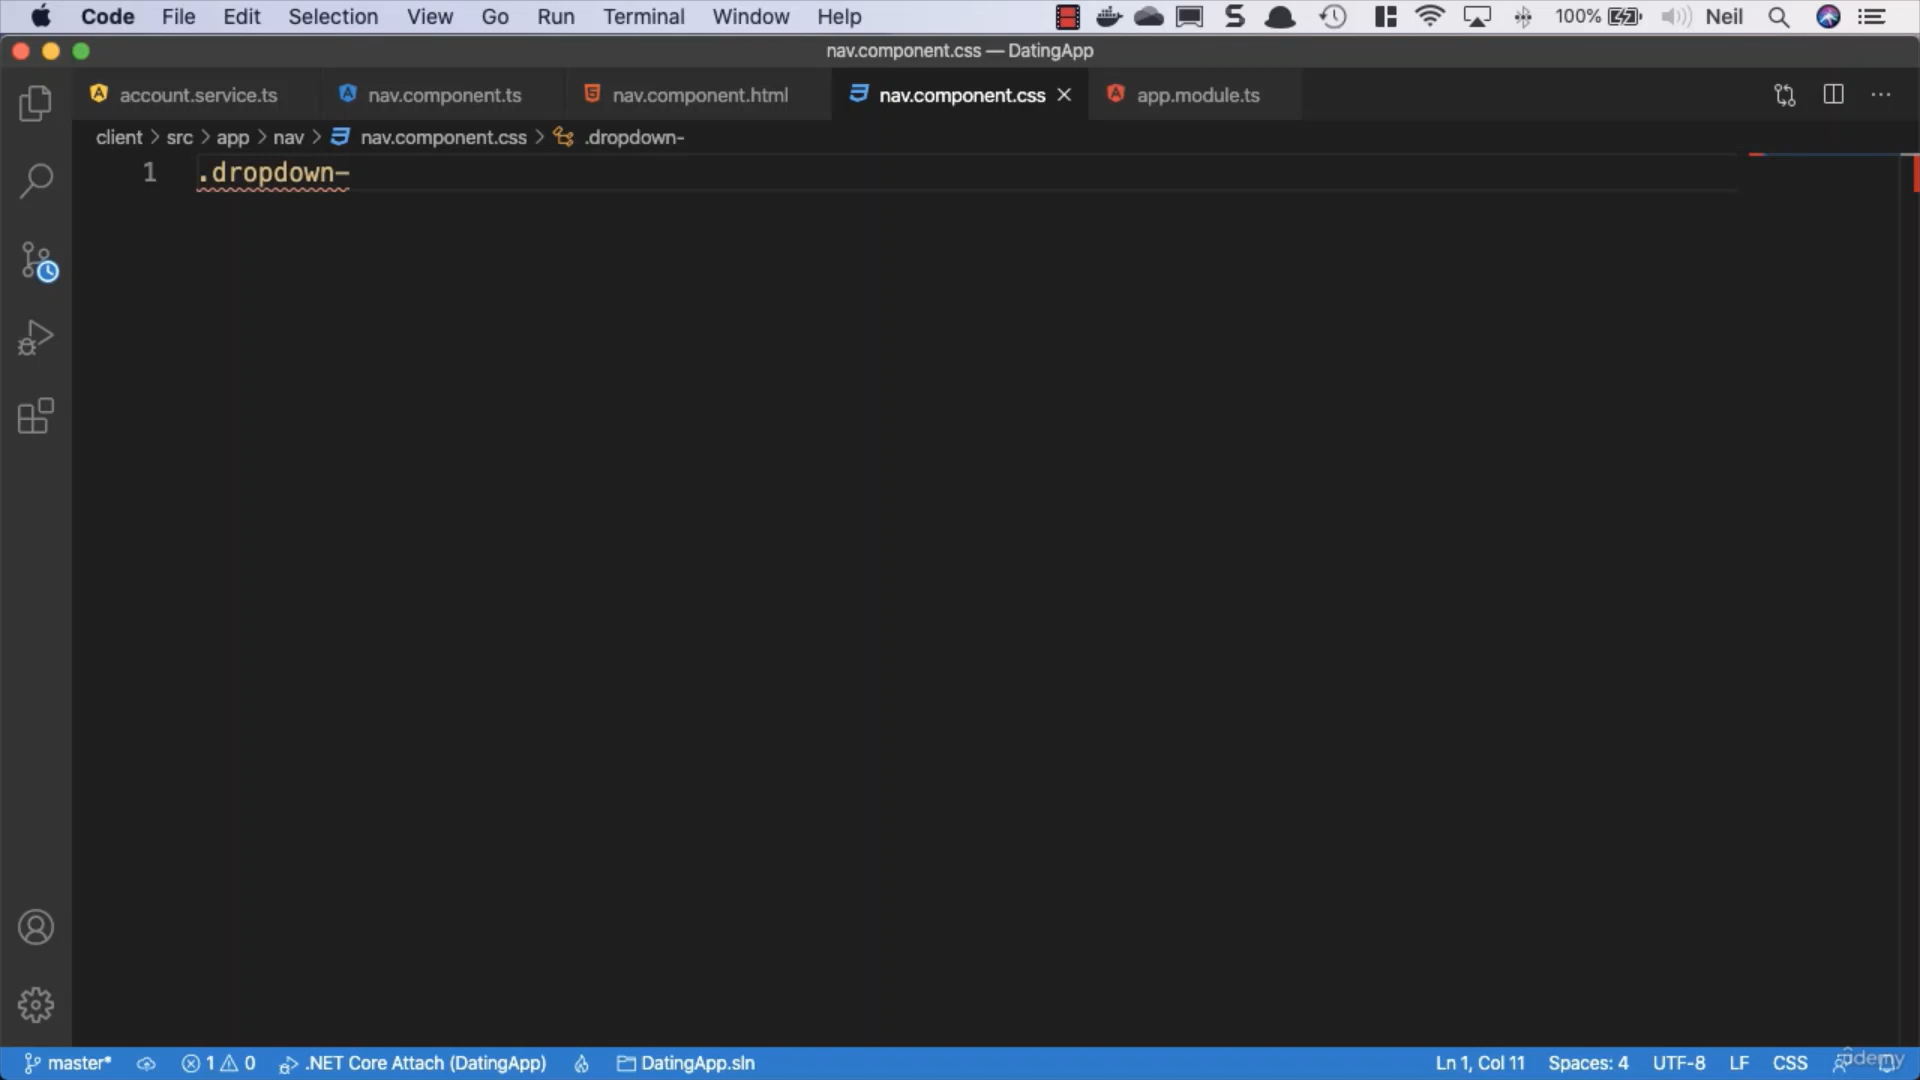 Code File Edit Selection View Go Run Terminal Window Help 100% Neil
nav.component.css — DatingApp
account.service.ts nav.component.ts nav.component.html nav.component.css app.module.ts
client > src > app > nav > nav.component.css > .dropdown-
1 .dropdown-
master* 1 0 .NET Core Attach (DatingApp) DatingApp.sln Ln 1, Col 11 Spaces: 4 UTF-8 LF CSS
ûdemy